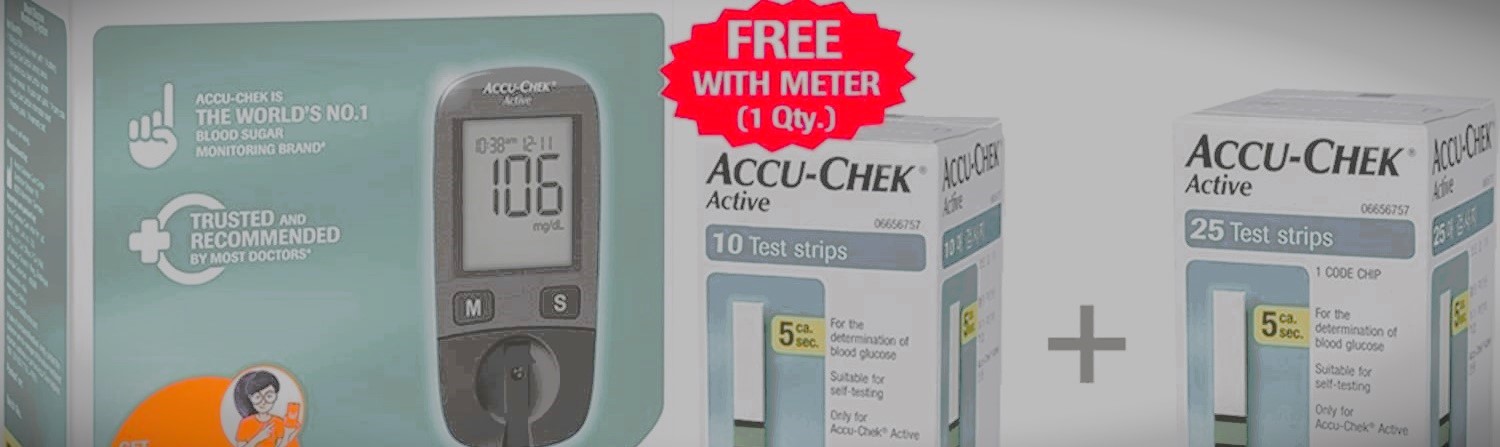 ACCU-CHEK IS
THE WORLD'S NO.1
BLOOD SUGAR
MONITORING BRAND*
TRUSTED AND
RECOMMENDED
BY MOST DOCTORS*
GET
ACCU-CHEK®
Active
10:38am 12-11
106
mg/dL
M
S
FREE
WITH METER
(1 Qty.)
ACCU-CHEK®
Active
06656757
10 Test strips
5 ca.
sec.
For the
determination of
blood glucose
Suitable for
self-testing
Only for
Accu-Chek® Active
ACCU-CHEK
Active
+
ACCU-CHEK®
Active
06656757
25 Test strips
1 CODE CHIP
5 ca.
sec.
For the
determination of
blood glucose
Suitable for
self-testing
Only for
Accu-Chek® Active
ACCU-CHEK
Active